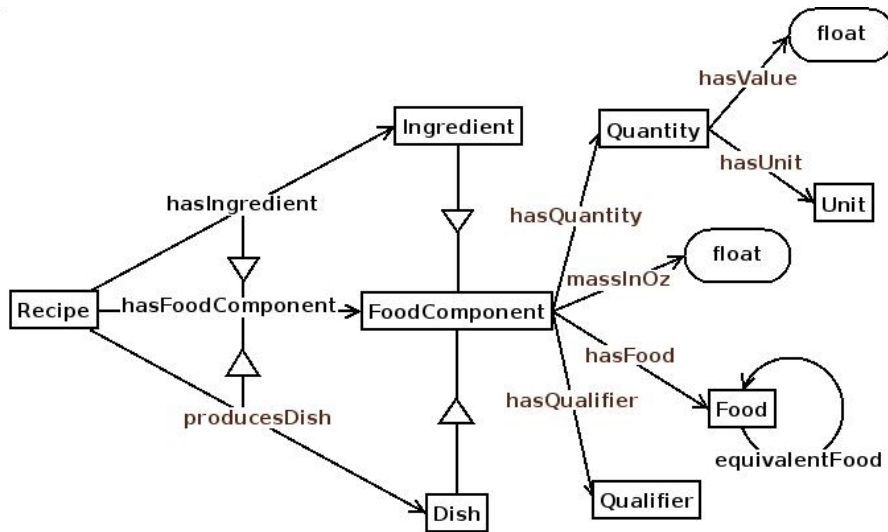 float
hasValue
Ingredient
Quantity
hasUnit
hasIngredient
Unit
hasQuantity
float
massInOz
Recipe
hasFoodComponent
FoodComponent
hasFood
hasQualifier
Food
producesDish
equivalentFood
Dish
Qualifier